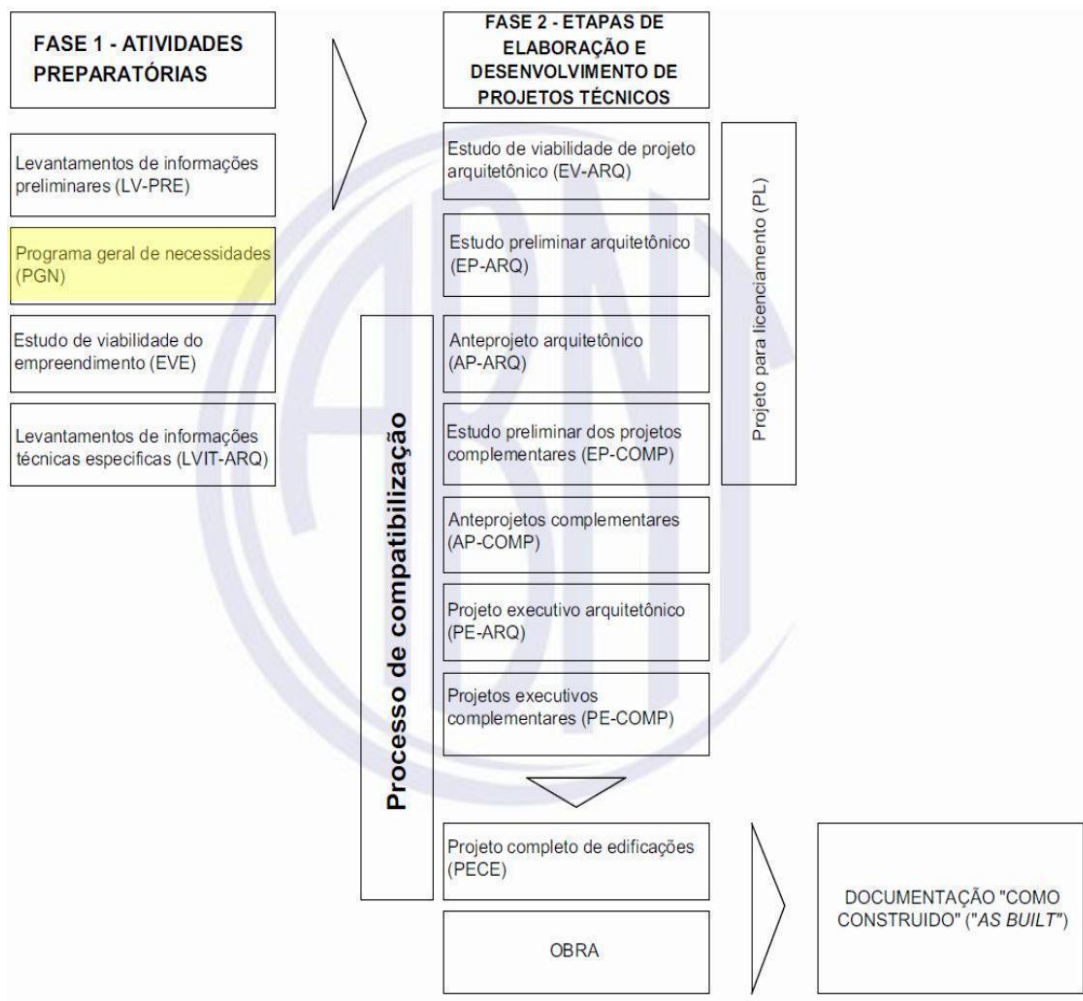 FASE 1 - ATIVIDADES
PREPARATÓRIAS
Levantamentos de informações
preliminares (LV-PRE)
Programa geral de necessidades
(PGN)
Estudo de viabilidade do
empreendimento (EVE)
Levantamentos de informações
técnicas especificas (LVIT-ARQ)
Processo de compatibilização
FASE 2 - ETAPAS DE
ELABORAÇÃO E
DESENVOLVIMENTO DE
PROJETOS TÉCNICOS
Estudo de viabilidade de projeto
arquitetônico (EV-ARQ)
Estudo preliminar arquitetônico
(EP-ARQ)
Anteprojeto arquitetônico
(AP-ARQ)
Estudo preliminar dos projetos
complementares (EP-COMP)
Anteprojetos complementares
(AP-COMP)
Projeto executivo arquitetônico
(PE-ARQ)
Projetos executivos
complementares (PE-COMP)
Projeto completo de edificações
(PECE)
OBRA
Projeto para licenciamento (PL)
DOCUMENTAÇÃO "COMO
CONSTRUIDO" ("AS BUILT")
ABNT